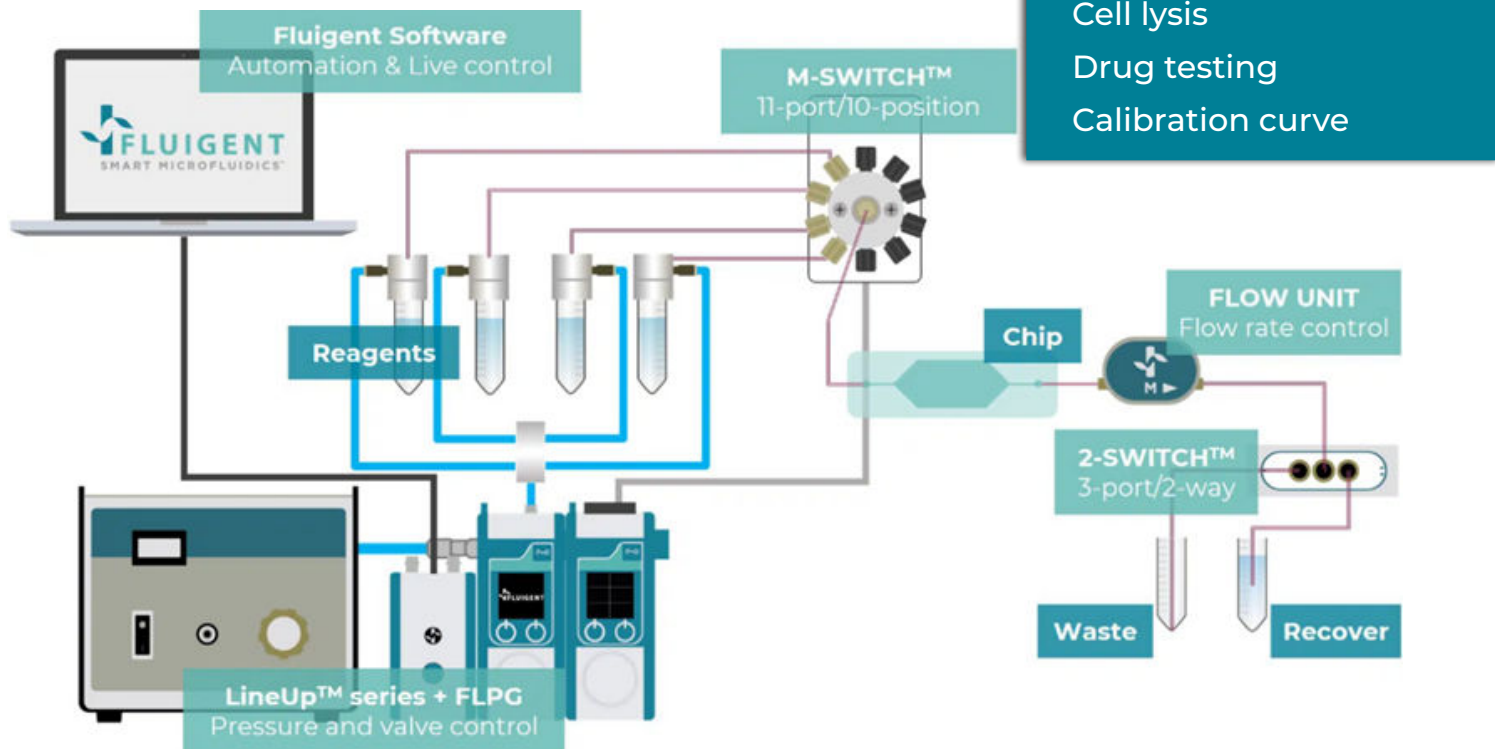 Cell lysis
Drug testing
Calibration curve
Fluigent Software
Automation & Live control
FLUIGENT
SMART MICROFLUIDICS™
M-SWITCH™
11-port/10-position
Reagents
Chip
FLOW UNIT
Flow rate control
M
2-SWITCH™
3-port/2-way
FLUIGENT
Waste
Recover
LineUp™ series + FLPG
Pressure and valve control